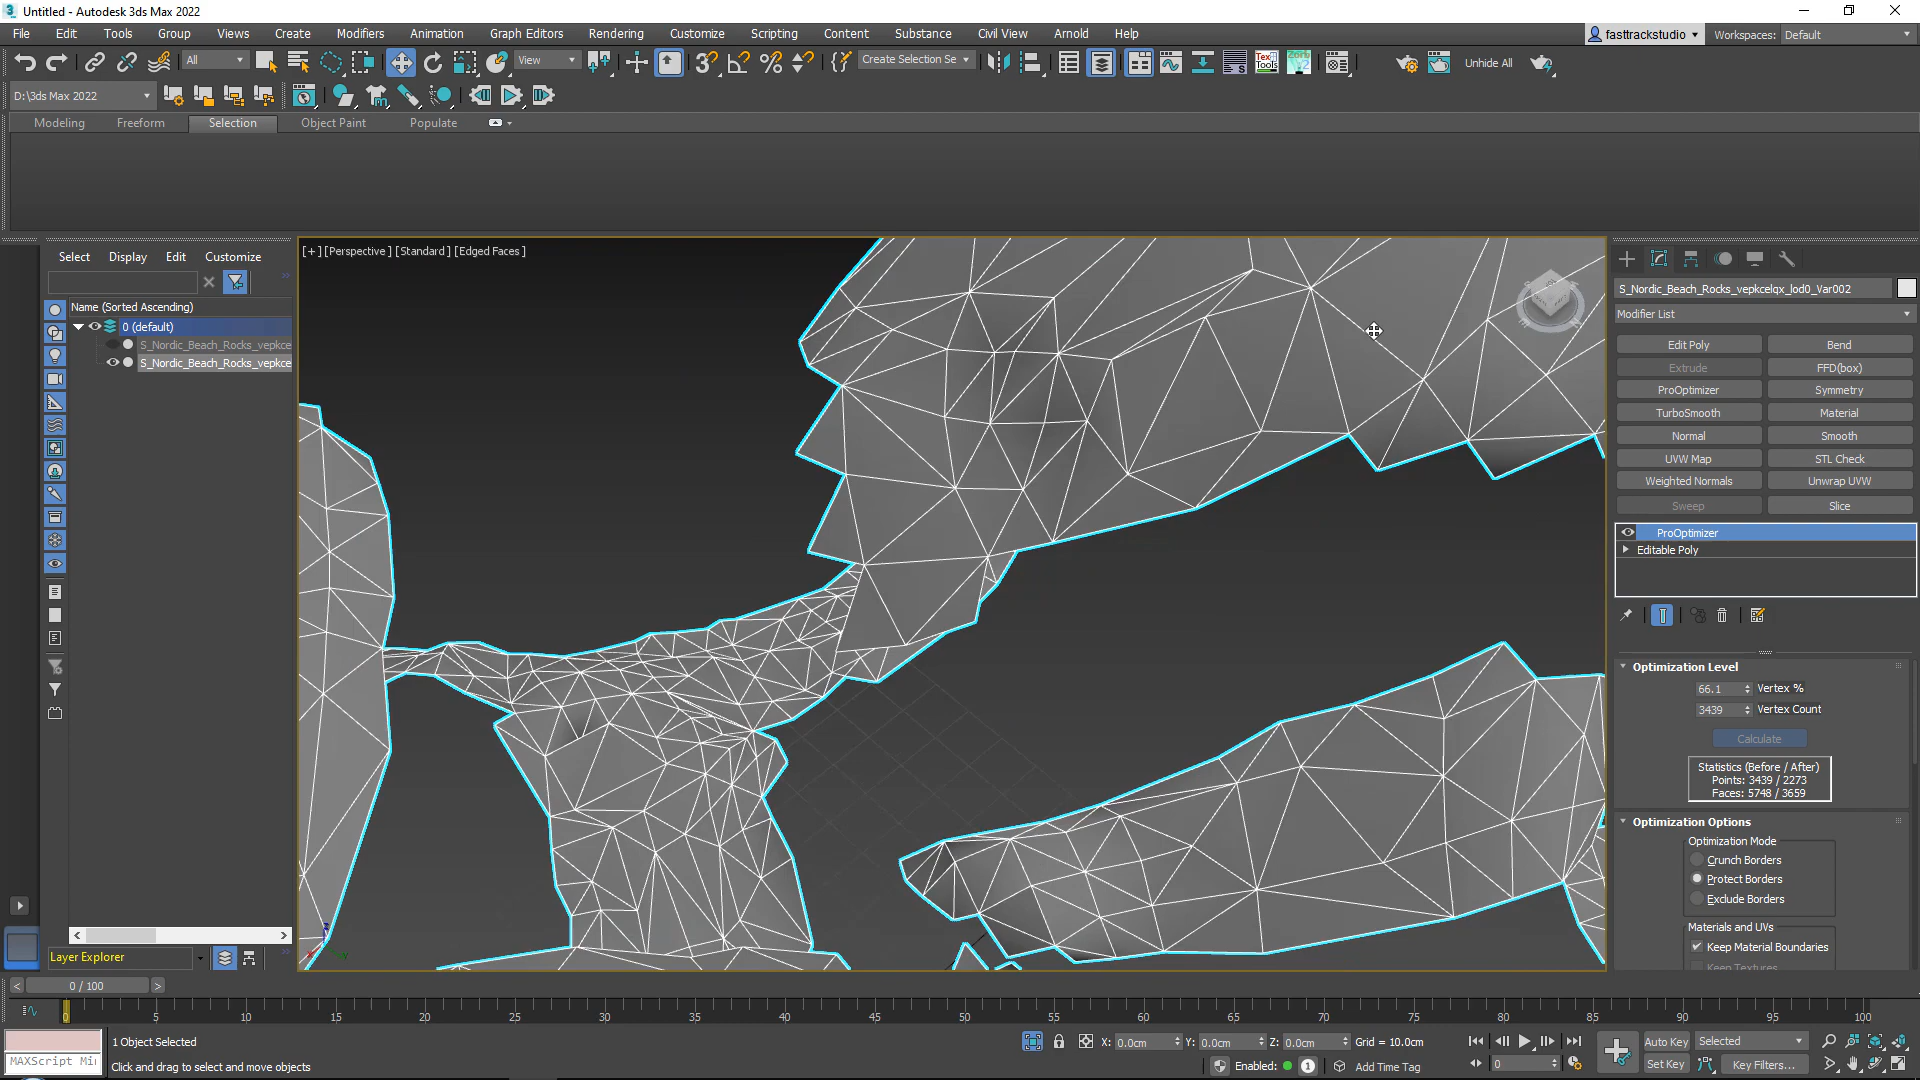 Untitled - Autodesk 3ds Max 2022
File Edit Tools Group Views Create Modifiers Animation Graph Editors Rendering Customize Scripting Content Substance Civil View Arnold Help
fasttrackstudio Workspaces: Default
All View Create Selection Se Unhide All
D:\3ds Max 2022
Modeling Freeform Selection Object Paint Populate
Select Display Edit Customize
[+] [Perspective] [Standard] [Edged Faces]
Name (Sorted Ascending)
0 (default)
S_Nordic_Beach_Rocks_vepkce
S_Nordic_Beach_Rocks_vepkce
S_Nordic_Beach_Rocks_vepkcelqx_lod0_Var002
Modifier List
Edit Poly Bend
Extrude FFD(box)
ProOptimizer Symmetry
TurboSmooth Material
Normal Smooth
UVW Map STL Check
Weighted Normals Unwrap UVW
Sweep Slice
ProOptimizer
Editable Poly
Optimization Level
66.1 Vertex %
3439 Vertex Count
Calculate
Statistics (Before / After)
Points: 3439 / 2273
Faces: 5748 / 3659
Optimization Options
Optimization Mode
Crunch Borders
Protect Borders
Exclude Borders
Materials and UVs
Keep Material Boundaries
Keep Textures
Layer Explorer
< 0 / 100 >
0 5 10 15 20 25 30 35 40 45 50 55 60 65 70 75 80 85 90 95 100
1 Object Selected
X: 0.0cm Y: 0.0cm Z: 0.0cm Grid = 10.0cm
Auto Key Selected
MAXScript Mi
Click and drag to select and move objects
Enabled: 1 Add Time Tag
0
Set Key Key Filters...